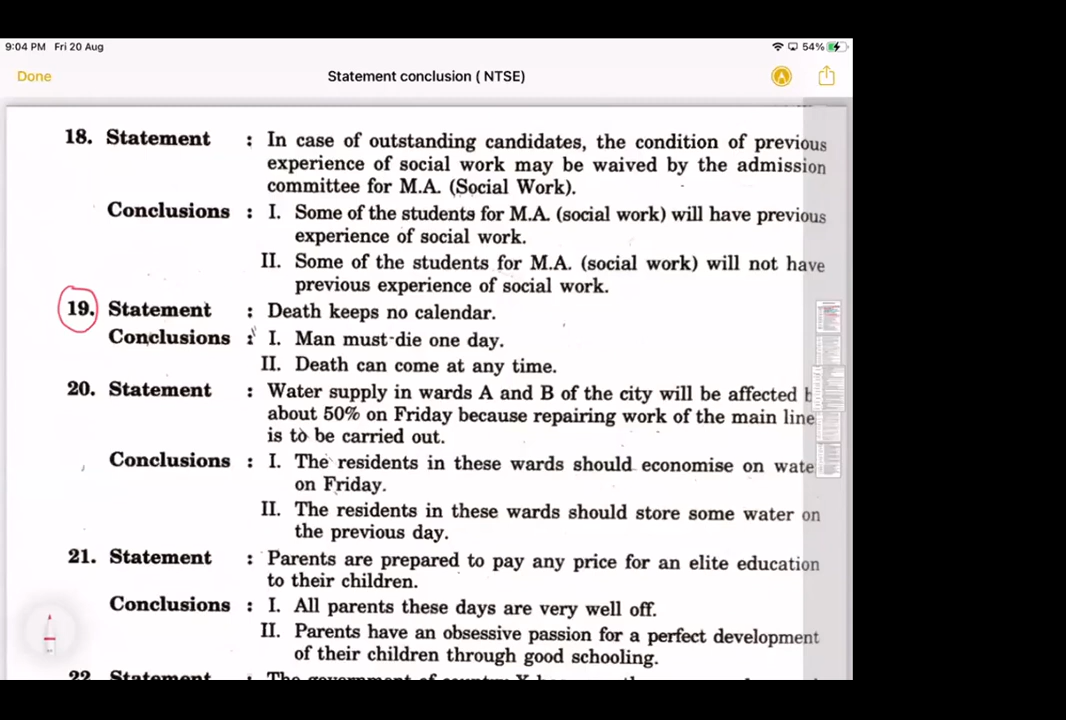 9:04 PM Fri 20 Aug
54%
Done
Statement conclusion ( NTSE)
18. Statement : In case of outstanding candidates, the condition of previous
experience of social work may be waived by the admission
committee for M.A. (Social Work).
Conclusions : I. Some of the students for M.A. (social work) will have previous
experience of social work.
II. Some of the students for M.A. (social work) will not have
previous experience of social work.
19. Statement : Death keeps no calendar.
Conclusions : I. Man must die one day.
II. Death can come at any time.
20. Statement : Water supply in wards A and B of the city will be affected
about 50% on Friday because repairing work of the main line
is to be carried out.
Conclusions : I. The residents in these wards should economise on wate
on Friday.
II. The residents in these wards should store some water on
the previous day.
21. Statement : Parents are prepared to pay any price for an elite education
to their children.
Conclusions : I. All parents these days are very well off.
II. Parents have an obsessive passion for a perfect development
of their children through good schooling.
22. Statement : The government of country X